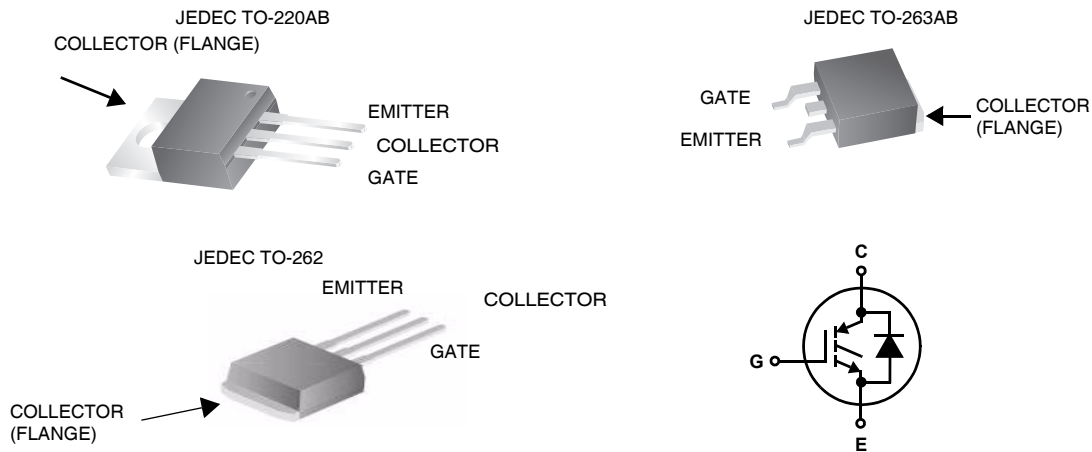 JEDEC TO-220AB
COLLECTOR (FLANGE)
EMITTER
COLLECTOR
GATE
JEDEC TO-263AB
GATE
EMITTER
COLLECTOR
(FLANGE)
JEDEC TO-262
EMITTER
COLLECTOR
GATE
COLLECTOR
(FLANGE)
C
G
E